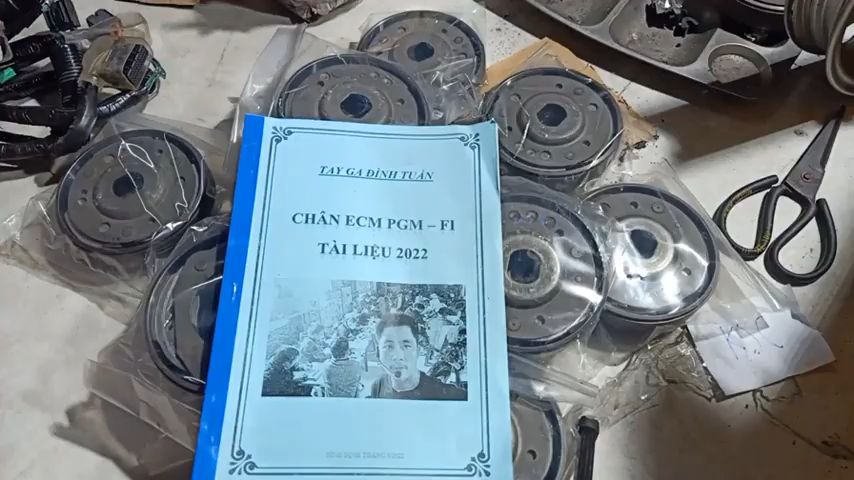 TAY GA ĐÌNH TUẤN
CHÂN ECM PGM – FI
TÀI LIỆU 2022